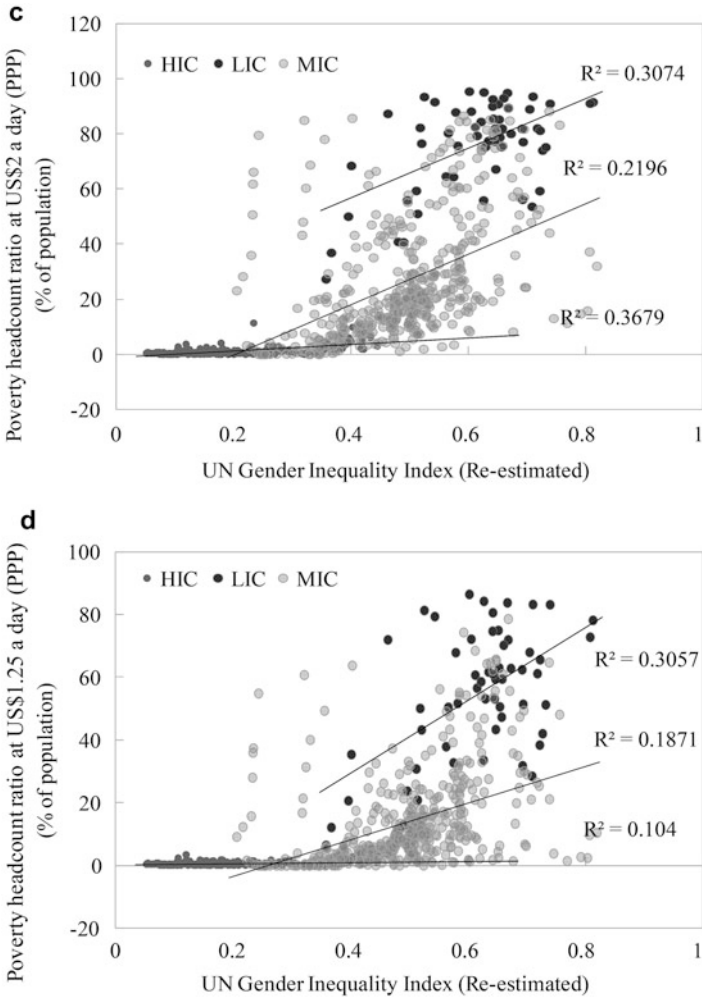 c
Poverty headcount ratio at US$2 a day (PPP)
(% of population)
120
100
80
60
40
20
0
-20
HIC LIC MIC
R² = 0.3074
R² = 0.2196
R² = 0.3679
0 0.2 0.4 0.6 0.8 1
UN Gender Inequality Index (Re-estimated)
d
Poverty headcount ratio at US$1.25 a day (PPP)
(% of population)
100
80
60
40
20
0
-20
HIC LIC MIC
R² = 0.3057
R² = 0.1871
R² = 0.104
0 0.2 0.4 0.6 0.8 1
UN Gender Inequality Index (Re-estimated)